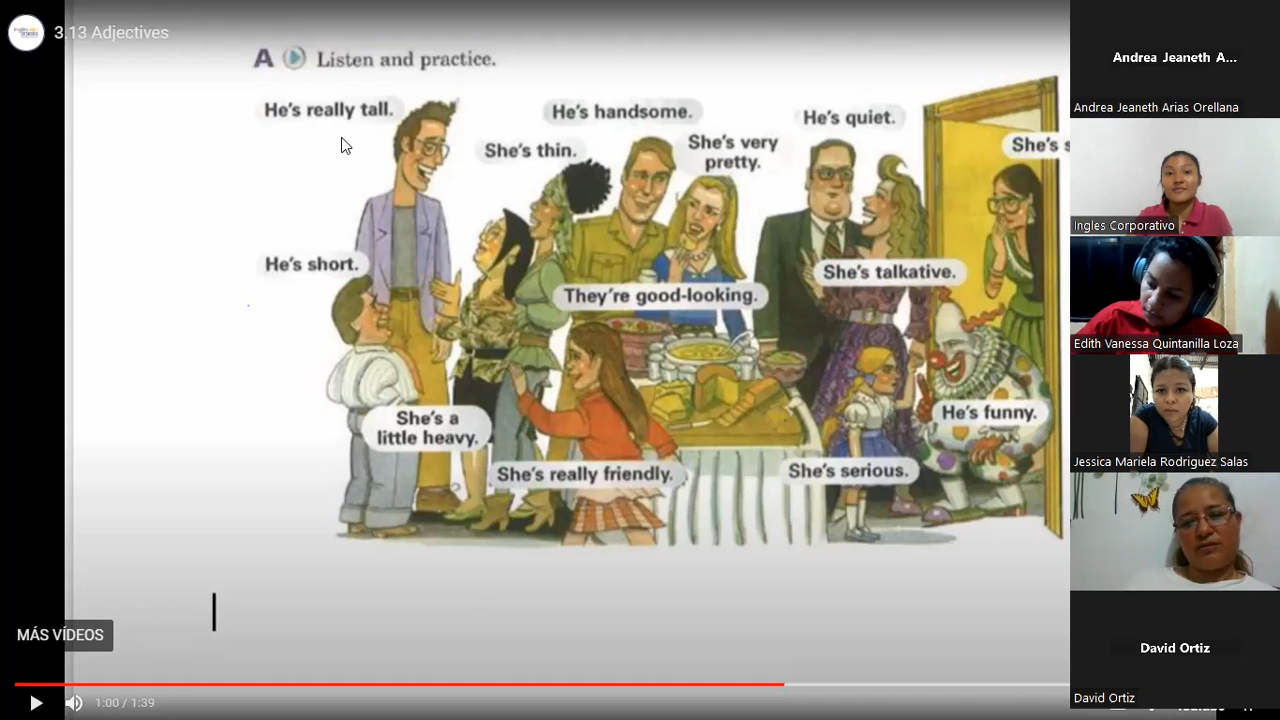 3.13 Adjectives
A Listen and practice.
He's really tall.
He's handsome.
He's quiet.
She's thin.
She's very
pretty.
She's
He's short.
She's talkative.
They're good-looking.
She's a
little heavy.
He's funny.
She's really friendly.
She's serious.
MÁS VÍDEOS
1:00 / 1:39
Andrea Jeaneth A...
Andrea Jeaneth Arias Orellana
Ingles Corporativo
Edith Vanessa Quintanilla Loza
Jessica Mariela Rodriguez Salas
David Ortiz
David Ortiz